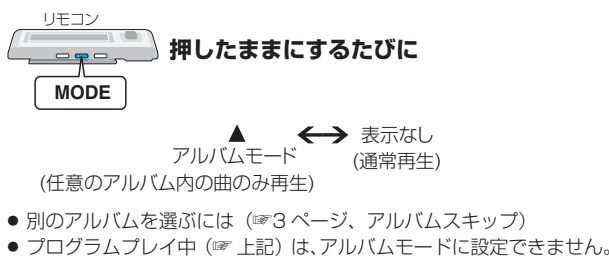 リモコン
押したままにするたびに
MODE
▲ ⟷ 表示なし
アルバムモード (通常再生)
(任意のアルバム内の曲のみ再生)
● 別のアルバムを選ぶには（☞3 ページ、アルバムスキップ）
● プログラムプレイ中（☞ 上記）は、アルバムモードに設定できません。